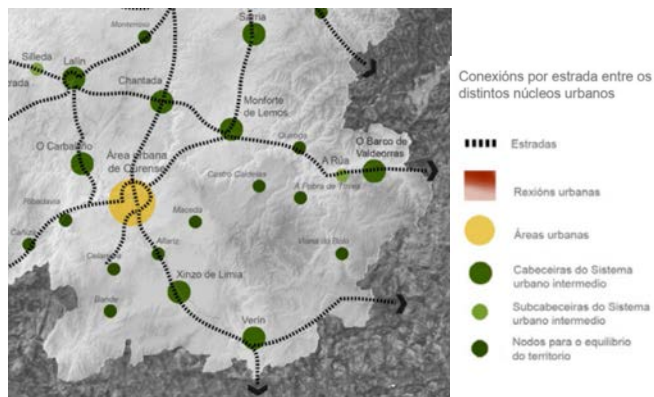 Monterroso
Sarria
Silleda
Lalín
Chantada
trada
Monforte
de Lemos
O Carballiño
Área urbana
de Ourense
Quiroga
A Rúa
O Barco de
Valdeorras
Castro Caldelas
A Pobra de Trives
Ribadavia
Maceda
Allariz
Viana do Bolo
Celanova
Xinzo de Limia
Bande
Verín
Conexións por estrada entre os
distintos núcleos urbanos
Estradas
Rexións urbanas
Áreas urbanas
Cabeceiras do Sistema
urbano intermedio
Subcabeceiras do Sistema
urbano intermedio
Nodos para o equilibrio
do territorio